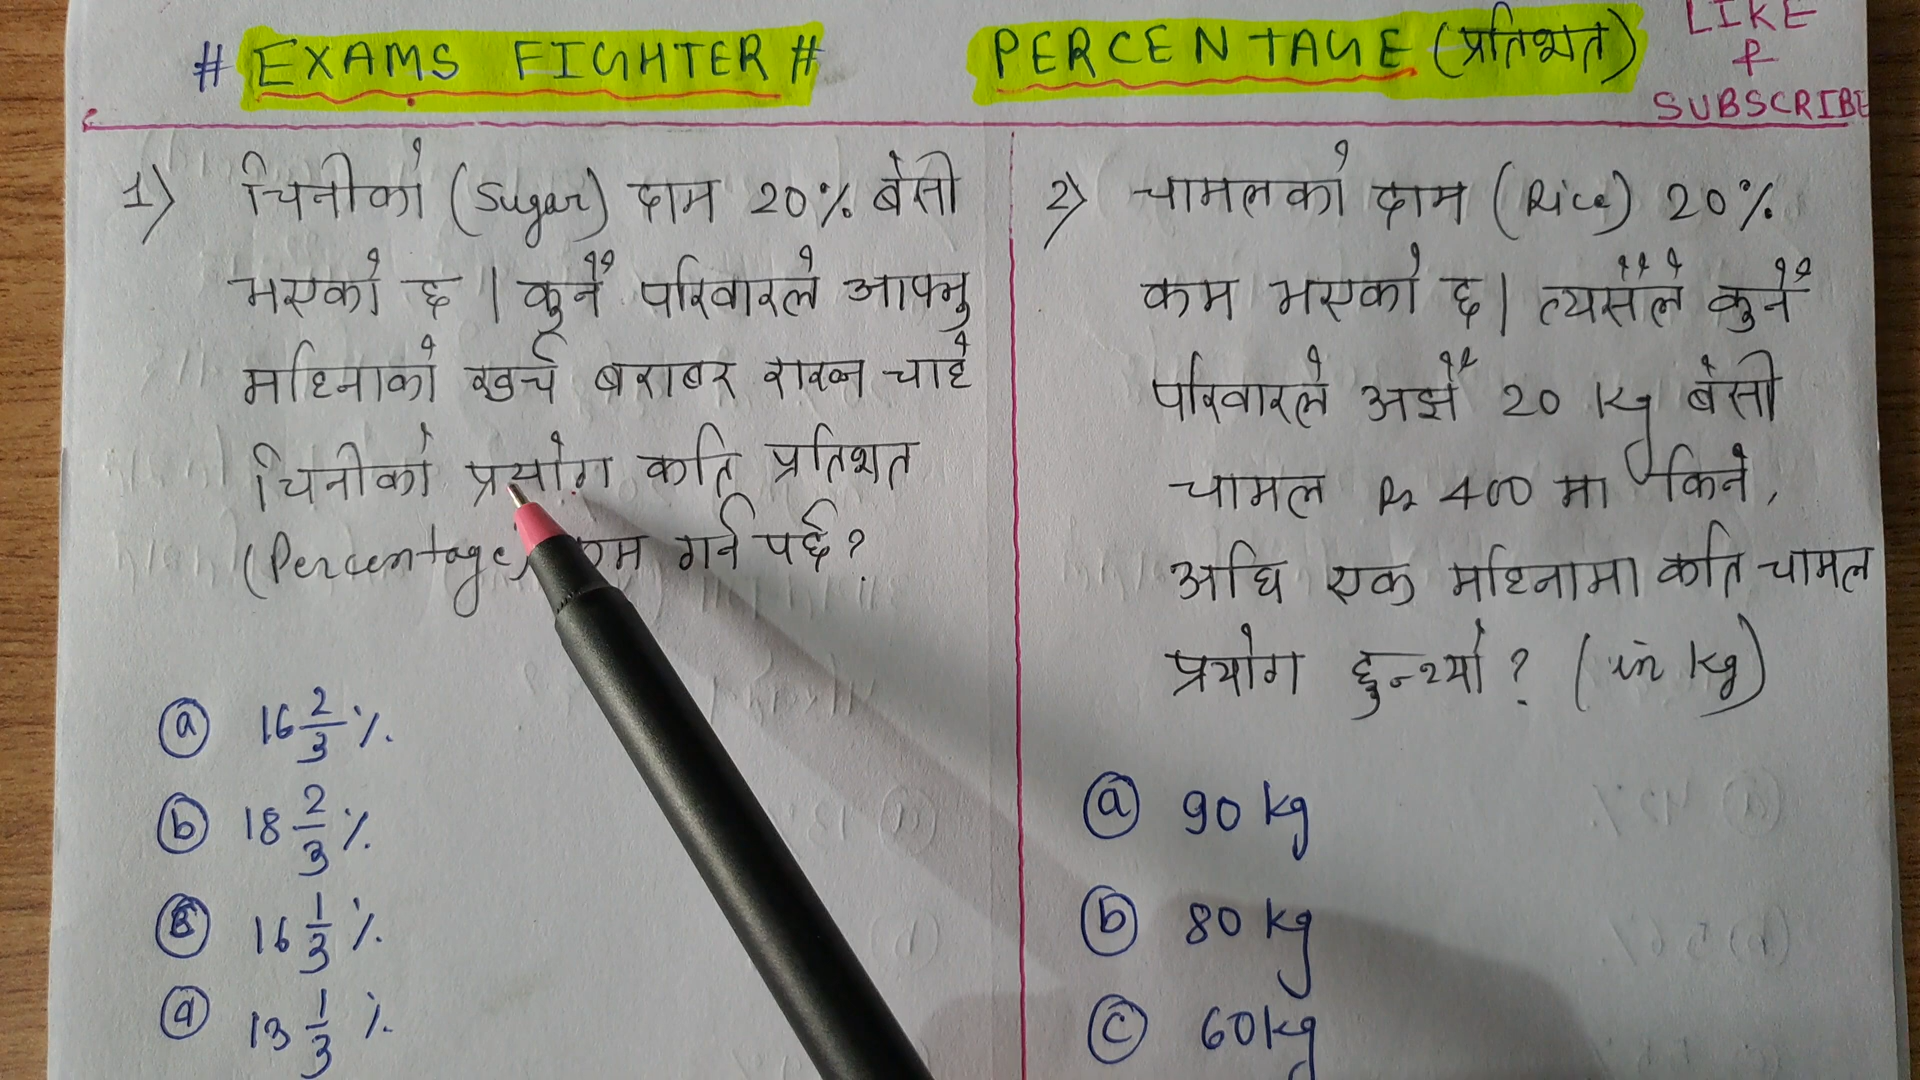 # EXAMS FIGHTER #
PERCENTAGE (प्रतिशत)
LIKE
&
SUBSCRIBE
1) चिनीको (Sugar) दाम 20% बेसी
भएको छ । कुनै परिवारले आफ्नु
महिनाको खर्च बराबर राख्न चाहे
चिनीको प्रयोग कति प्रतिशत
(Percentage) कम गर्न पर्छ ?
ⓐ 16 2/3 %
ⓑ 18 2/3 %
16 1/3 %
ⓓ 13 1/3 %
2) चामलको दाम (Rice) 20%
कम भएको छ । त्यसैले कुनै
परिवारले अझै 20 Kg बेसी
चामल Rs 400 मा किने,
अघि एक महिनामा कति चामल
प्रयोग हुन्थ्यो ? (in kg)
ⓐ 90 kg
ⓑ 80 kg
ⓒ 60 kg